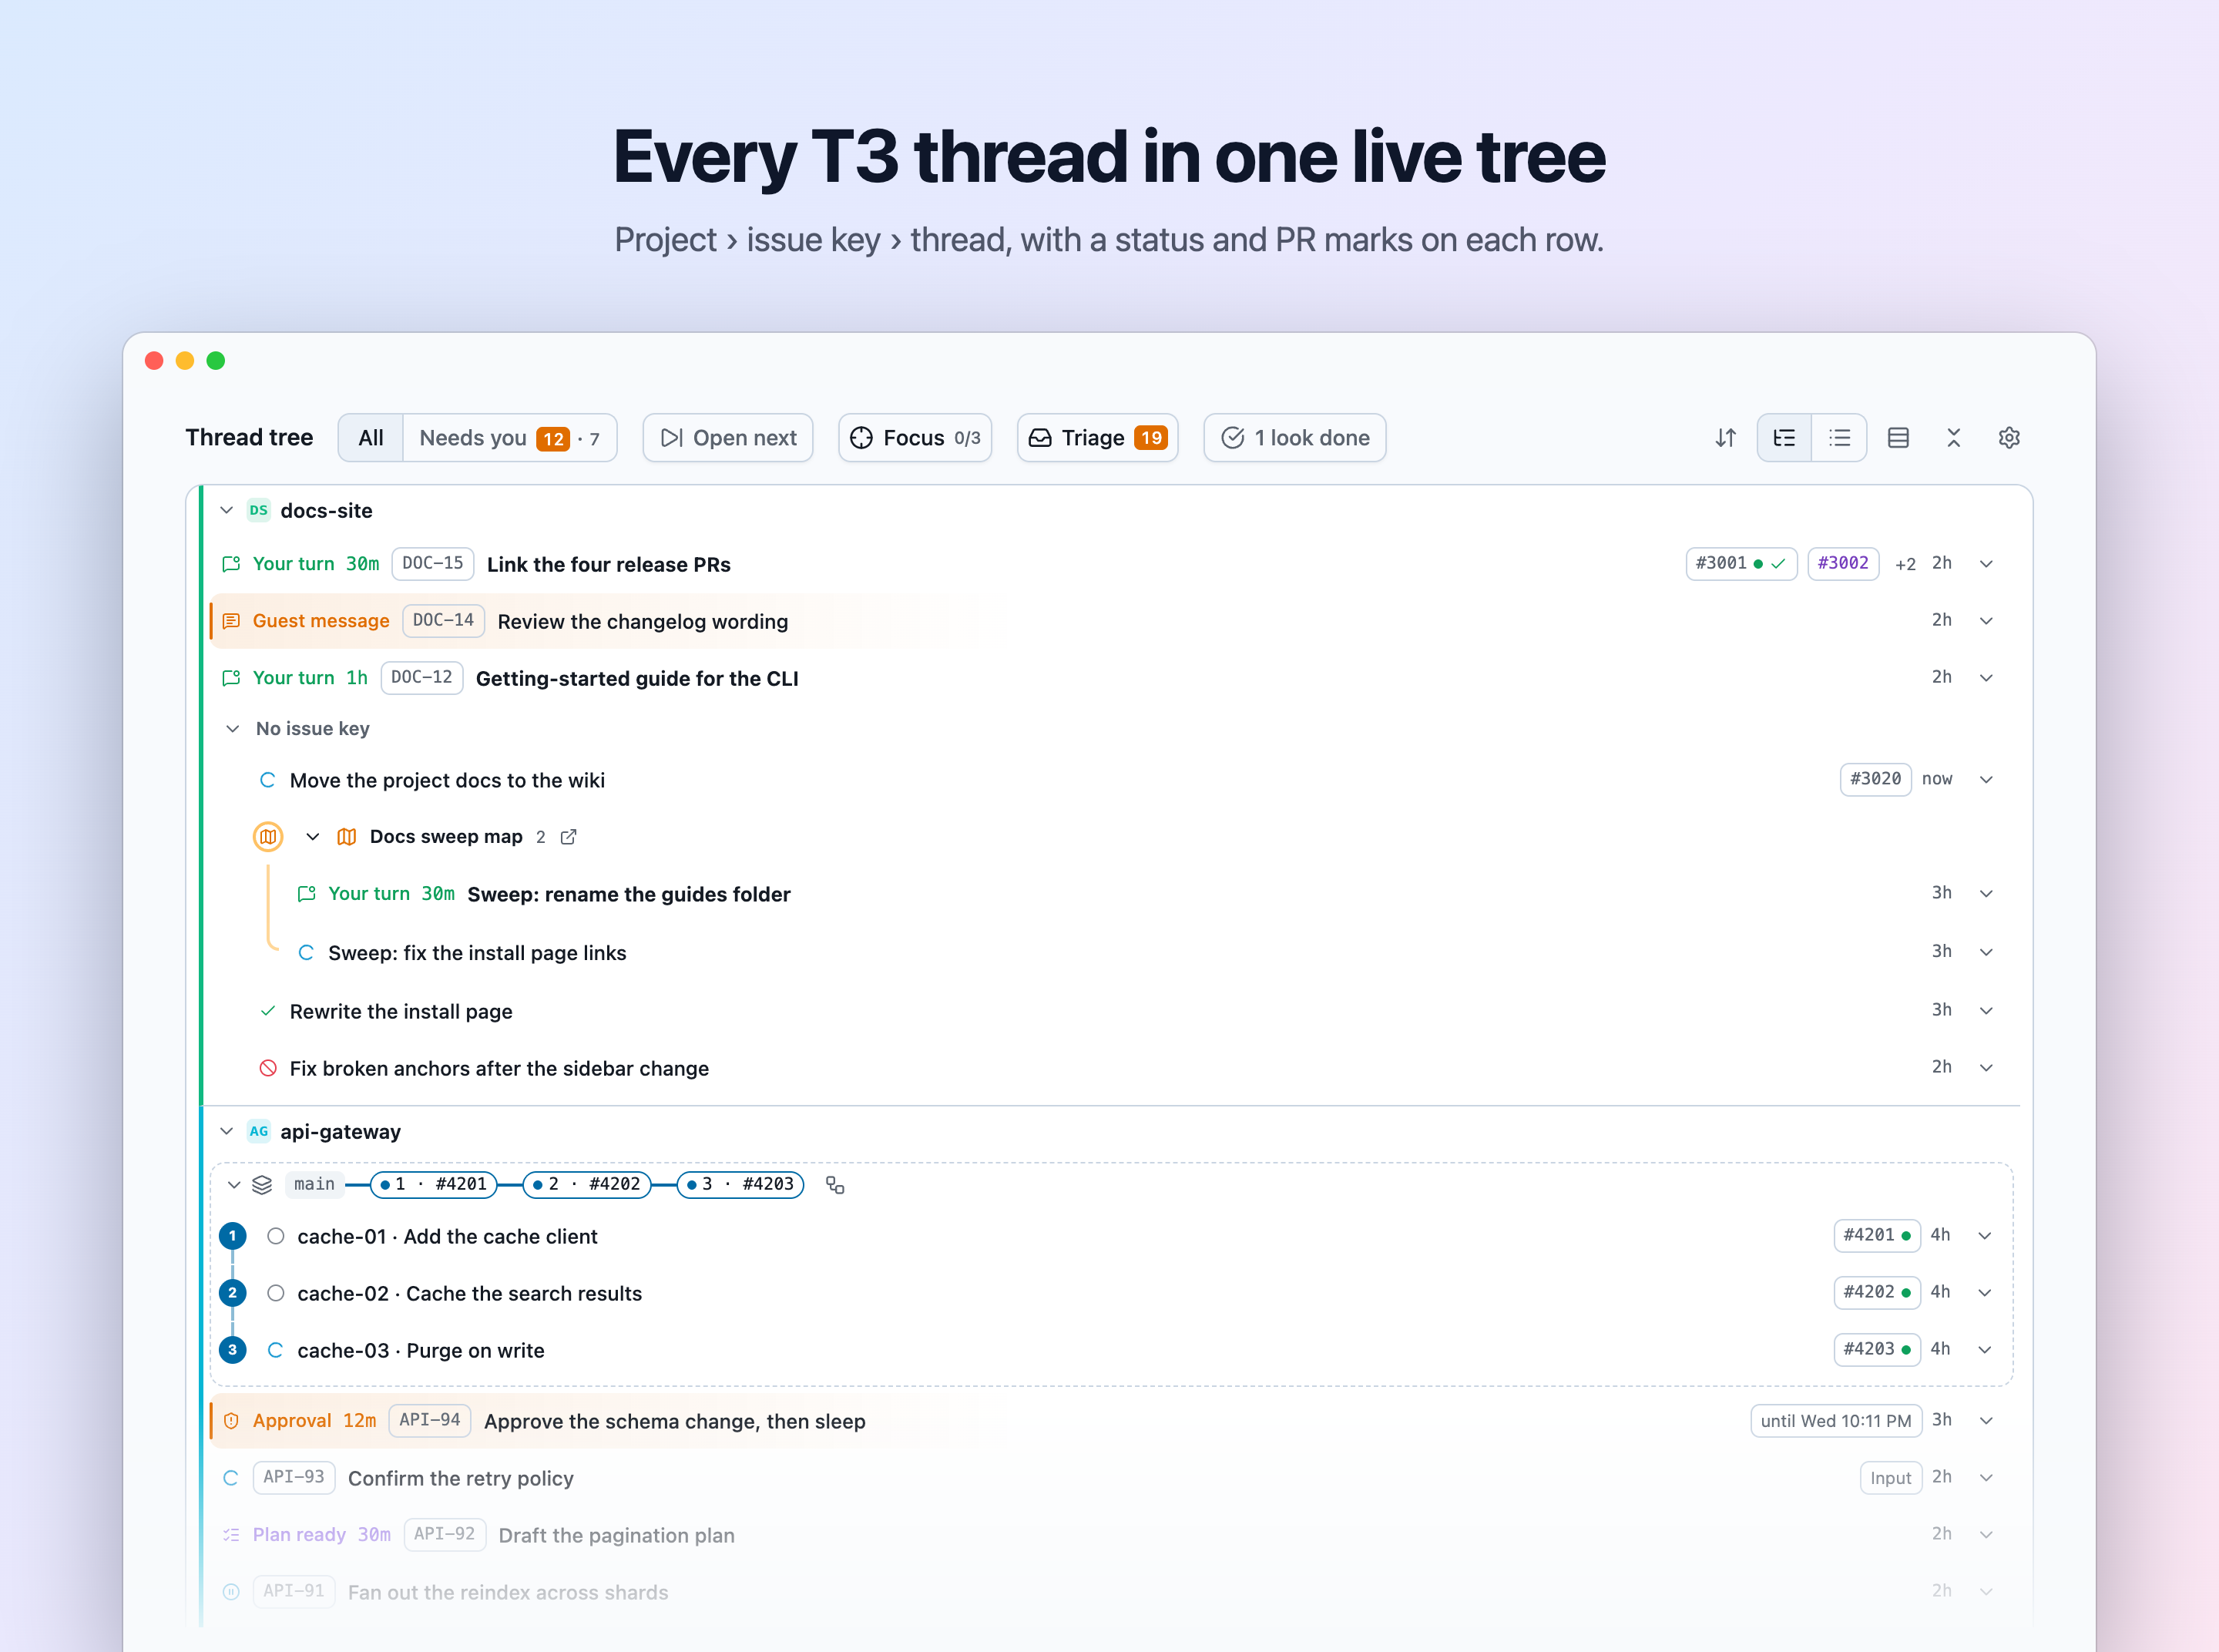 Every T3 thread in one live tree
Project › issue key › thread, with a status and PR marks on each row.
Thread tree All Needs you 12 · 7 Open next Focus 0/3 Triage 19 1 look done
DS docs-site
Your turn 30m DOC-15 Link the four release PRs #3001 #3002 +2 2h
Guest message DOC-14 Review the changelog wording 2h
Your turn 1h DOC-12 Getting-started guide for the CLI 2h
No issue key
Move the project docs to the wiki #3020 now
Docs sweep map 2
Your turn 30m Sweep: rename the guides folder 3h
Sweep: fix the install page links 3h
Rewrite the install page 3h
Fix broken anchors after the sidebar change 2h
AG api-gateway
main 1 · #4201 2 · #4202 3 · #4203
1 cache-01 · Add the cache client #4201 4h
2 cache-02 · Cache the search results #4202 4h
3 cache-03 · Purge on write #4203 4h
Approval 12m API-94 Approve the schema change, then sleep until Wed 10:11 PM 3h
API-93 Confirm the retry policy Input 2h
Plan ready 30m API-92 Draft the pagination plan 2h
API-91 Fan out the reindex across shards 2h